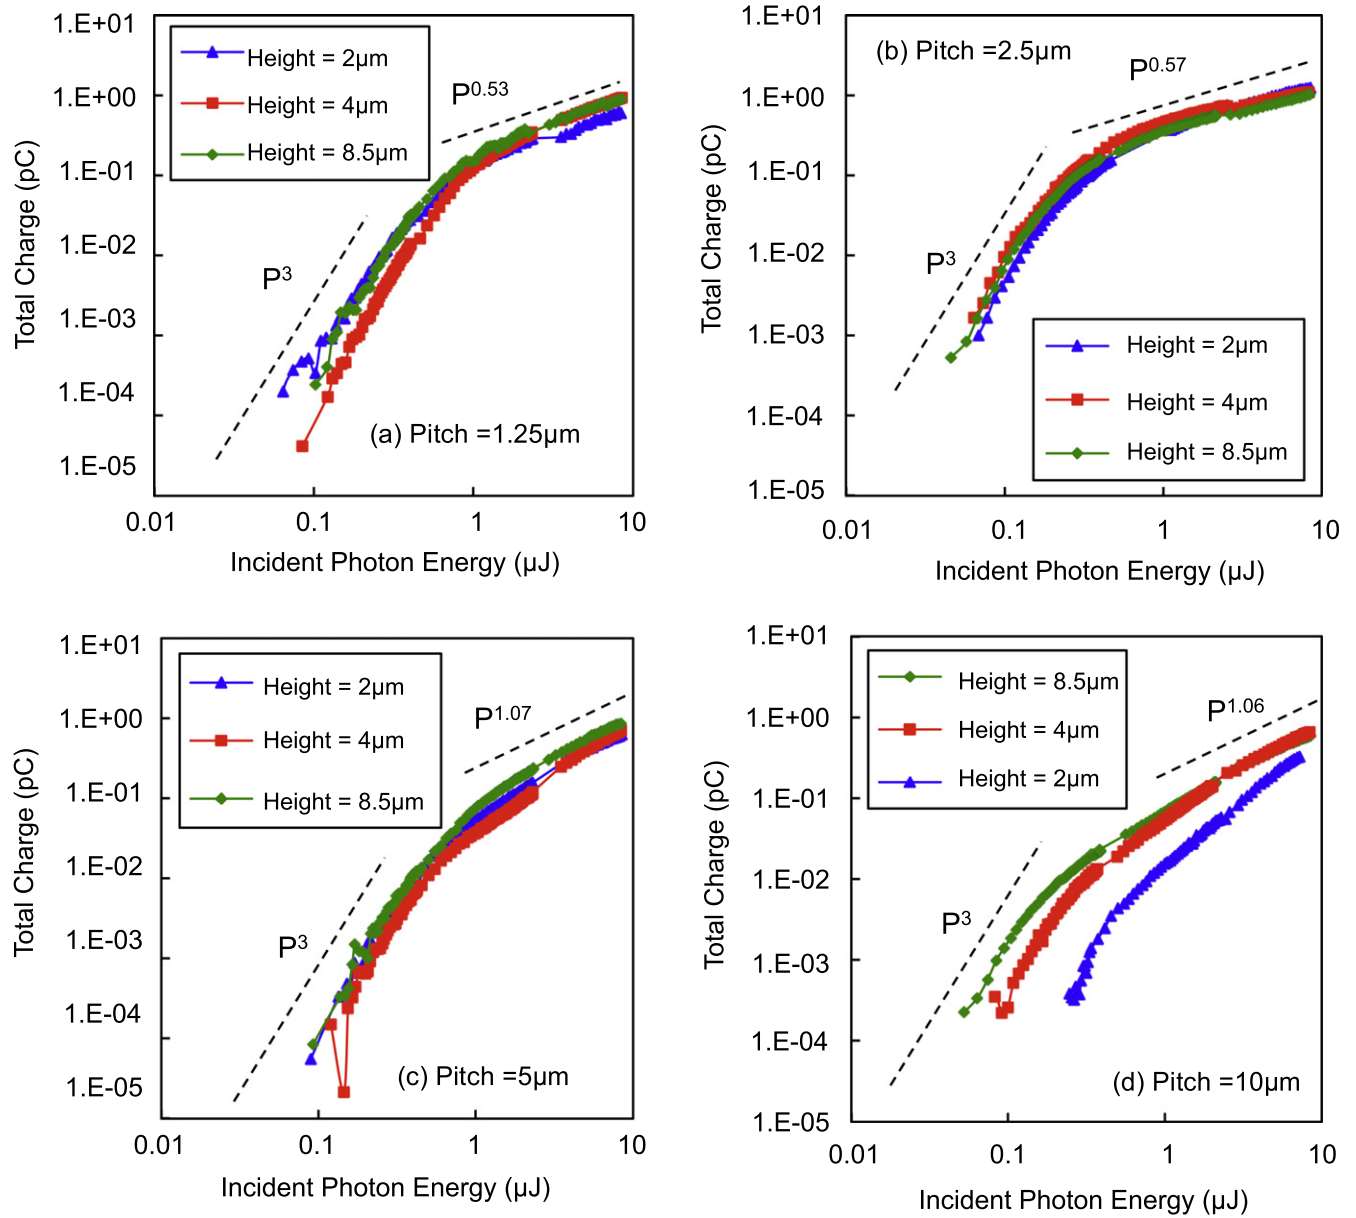 1.E+01
1.E+00
1.E-01
1.E-02
1.E-03
1.E-04
1.E-05
Total Charge (pC)
Height = 2µm
Height = 4µm
Height = 8.5µm
P0.53
P3
(a) Pitch =1.25µm
0.01 0.1 1 10
Incident Photon Energy (µJ)
1.E+01
1.E+00
1.E-01
1.E-02
1.E-03
1.E-04
1.E-05
Total Charge (pC)
(b) Pitch =2.5µm
P0.57
P3
Height = 2µm
Height = 4µm
Height = 8.5µm
0.01 0.1 1 10
Incident Photon Energy (µJ)
1.E+01
1.E+00
1.E-01
1.E-02
1.E-03
1.E-04
1.E-05
Total Charge (pC)
Height = 2µm
Height = 4µm
Height = 8.5µm
P1.07
P3
(c) Pitch =5µm
0.01 0.1 1 10
Incident Photon Energy (µJ)
1.E+01
1.E+00
1.E-01
1.E-02
1.E-03
1.E-04
1.E-05
Total Charge (pC)
Height = 8.5µm
Height = 4µm
Height = 2µm
P1.06
P3
(d) Pitch =10µm
0.01 0.1 1 10
Incident Photon Energy (µJ)